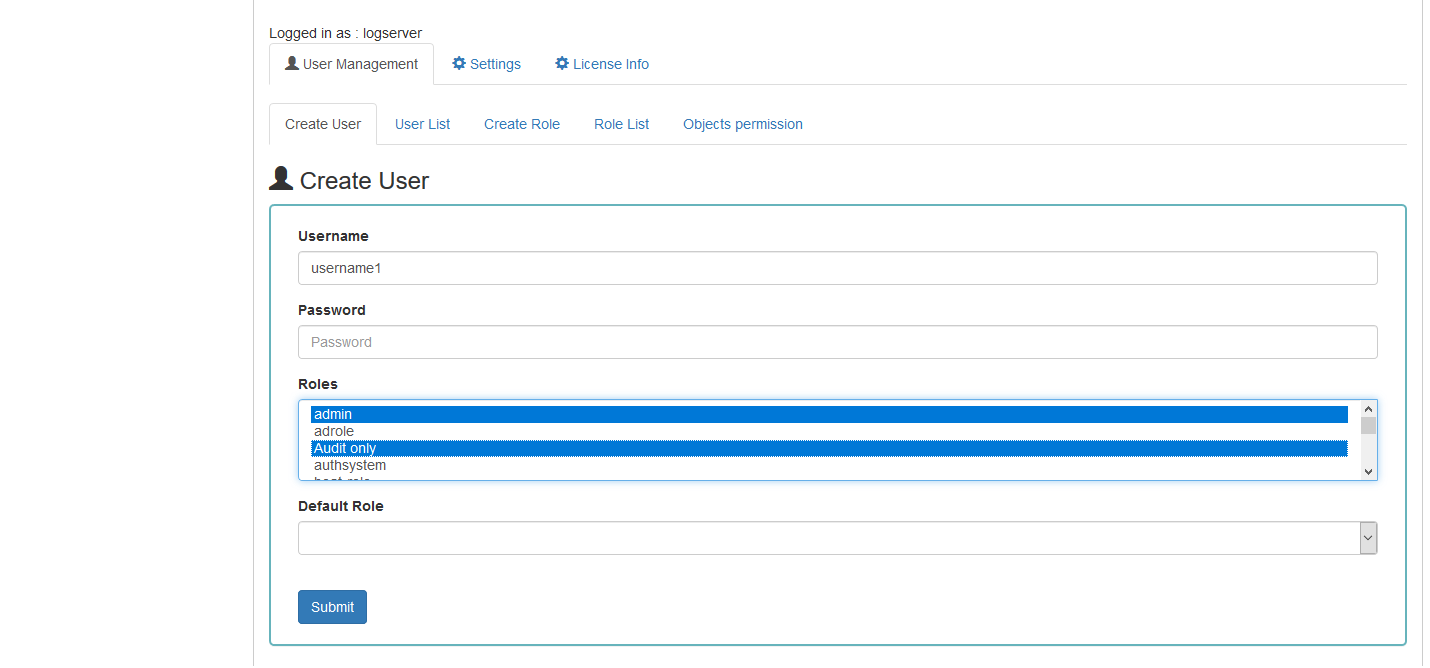 Logged in as : logserver
User Management Settings License Info
Create User User List Create Role Role List Objects permission
Create User
Username
username1
Password
Password
Roles
admin
adrole
Audit only
authsystem
Default Role
Submit